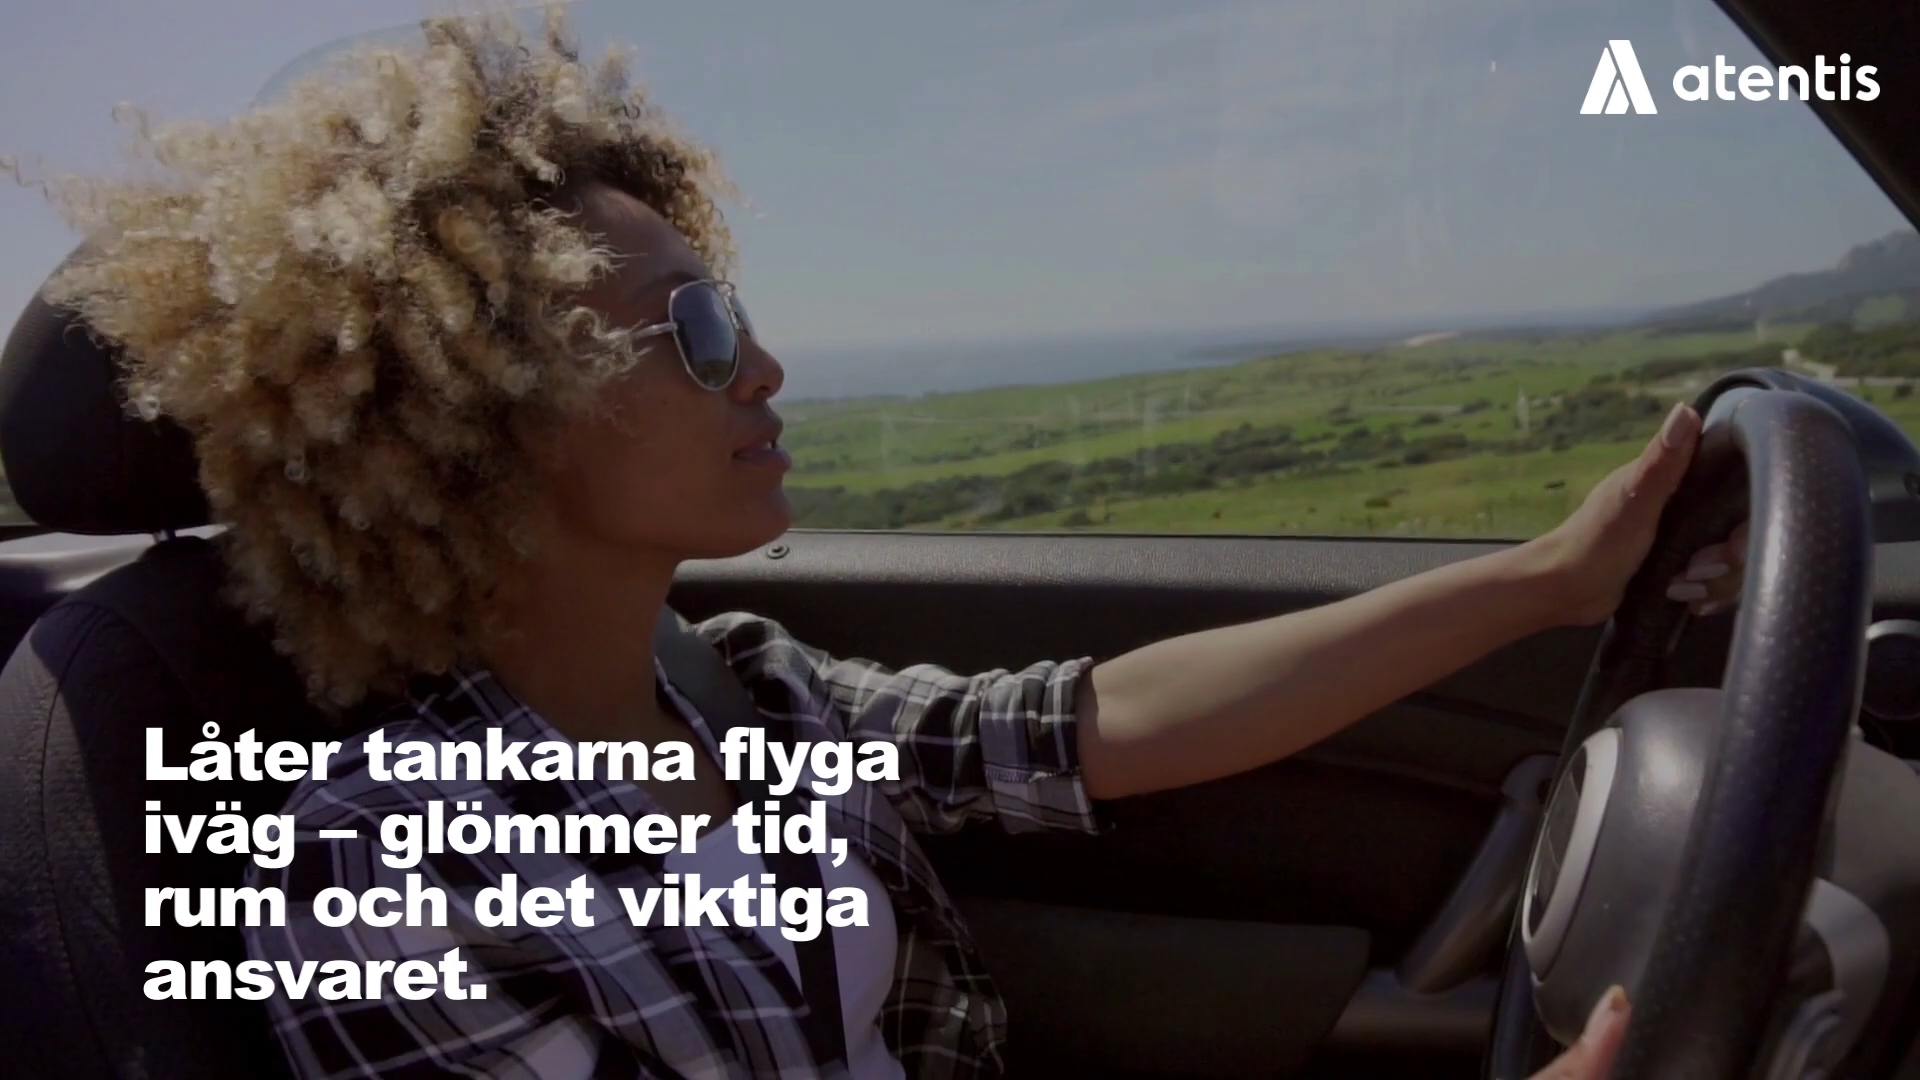 atentis
Låter tankarna flyga
iväg – glömmer tid,
rum och det viktiga
ansvaret.